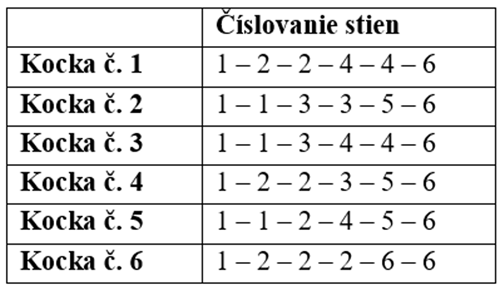 Číslovanie stien
Kocka č. 1 1 – 2 – 2 – 4 – 4 – 6
Kocka č. 2 1 – 1 – 3 – 3 – 5 – 6
Kocka č. 3 1 – 1 – 3 – 4 – 4 – 6
Kocka č. 4 1 – 2 – 2 – 3 – 5 – 6
Kocka č. 5 1 – 1 – 2 – 4 – 5 – 6
Kocka č. 6 1 – 2 – 2 – 2 – 6 – 6